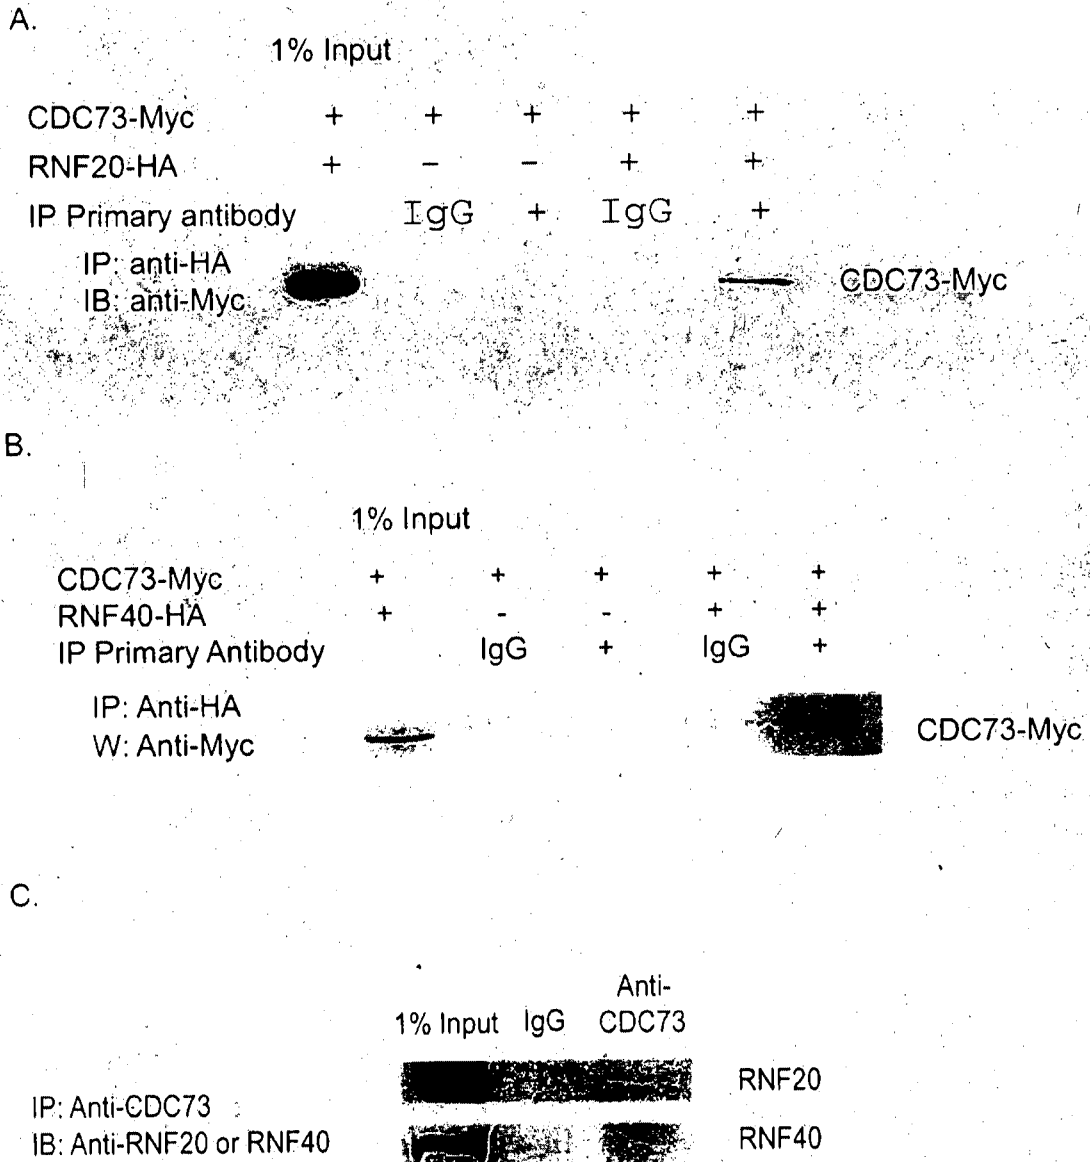 A.
1% Input
CDC73-Myc + + + + +
RNF20-HA + − − + +
IP Primary antibody IgG + IgG +
IP: anti-HA
IB: anti-Myc
CDC73-Myc
B.
1% Input
CDC73-Myc + + + + +
RNF40-HA + - - + +
IP Primary Antibody IgG + IgG +
IP: Anti-HA
W: Anti-Myc
CDC73-Myc
C.
Anti-
1% Input IgG CDC73
RNF20
IP: Anti-CDC73
IB: Anti-RNF20 or RNF40
RNF40